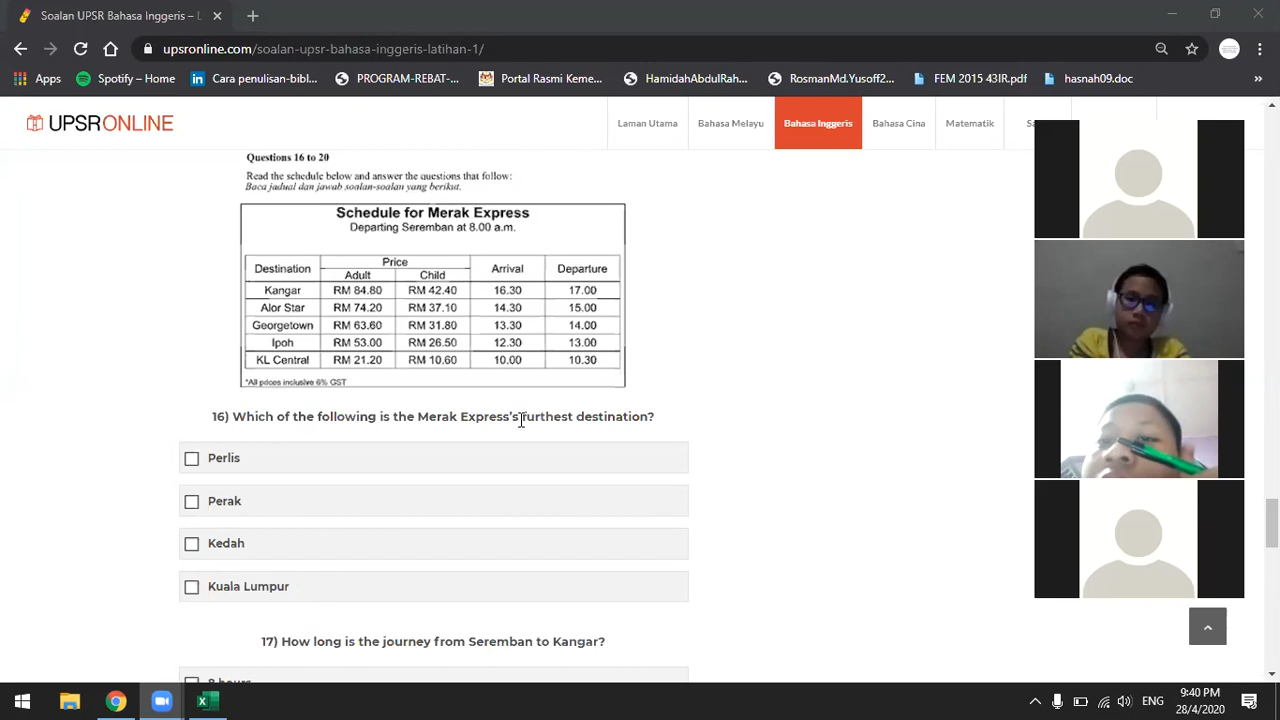 Soalan UPSR Bahasa Inggeris – L
upsronline.com/soalan-upsr-bahasa-inggeris-latihan-1/
Apps Spotify – Home Cara penulisan-bibl... PROGRAM-REBAT-... Portal Rasmi Keme... HamidahAbdulRah... RosmanMd.Yusoff2... FEM 2015 43IR.pdf hasnah09.doc »
UPSRONLINE Laman Utama Bahasa Melayu Bahasa Inggeris Bahasa Cina Matematik
Questions 16 to 20
Read the schedule below and answer the questions that follow:
Baca jadual dan jawab soalan-soalan yang berikut.
Schedule for Merak Express
Departing Seremban at 8.00 a.m.
Destination Price Arrival Departure
Adult Child
Kangar RM 84.80 RM 42.40 16.30 17.00
Alor Star RM 74.20 RM 37.10 14.30 15.00
Georgetown RM 63.60 RM 31.80 13.30 14.00
Ipoh RM 53.00 RM 26.50 12.30 13.00
KL Central RM 21.20 RM 10.60 10.00 10.30
*All prices inclusive 6% GST
16) Which of the following is the Merak Express's furthest destination?
Perlis
Perak
Kedah
Kuala Lumpur
17) How long is the journey from Seremban to Kangar?
8 hours
ENG 9:40 PM
28/4/2020